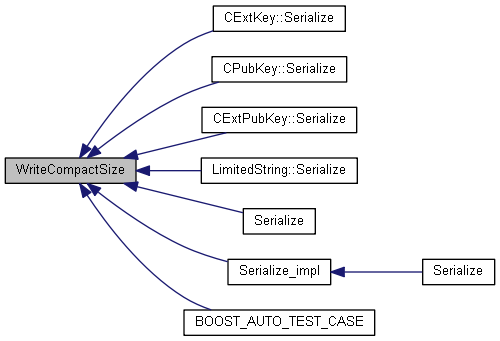 CExtKey::Serialize
CPubKey::Serialize
CExtPubKey::Serialize
WriteCompactSize
LimitedString::Serialize
Serialize
Serialize_impl
Serialize
BOOST_AUTO_TEST_CASE